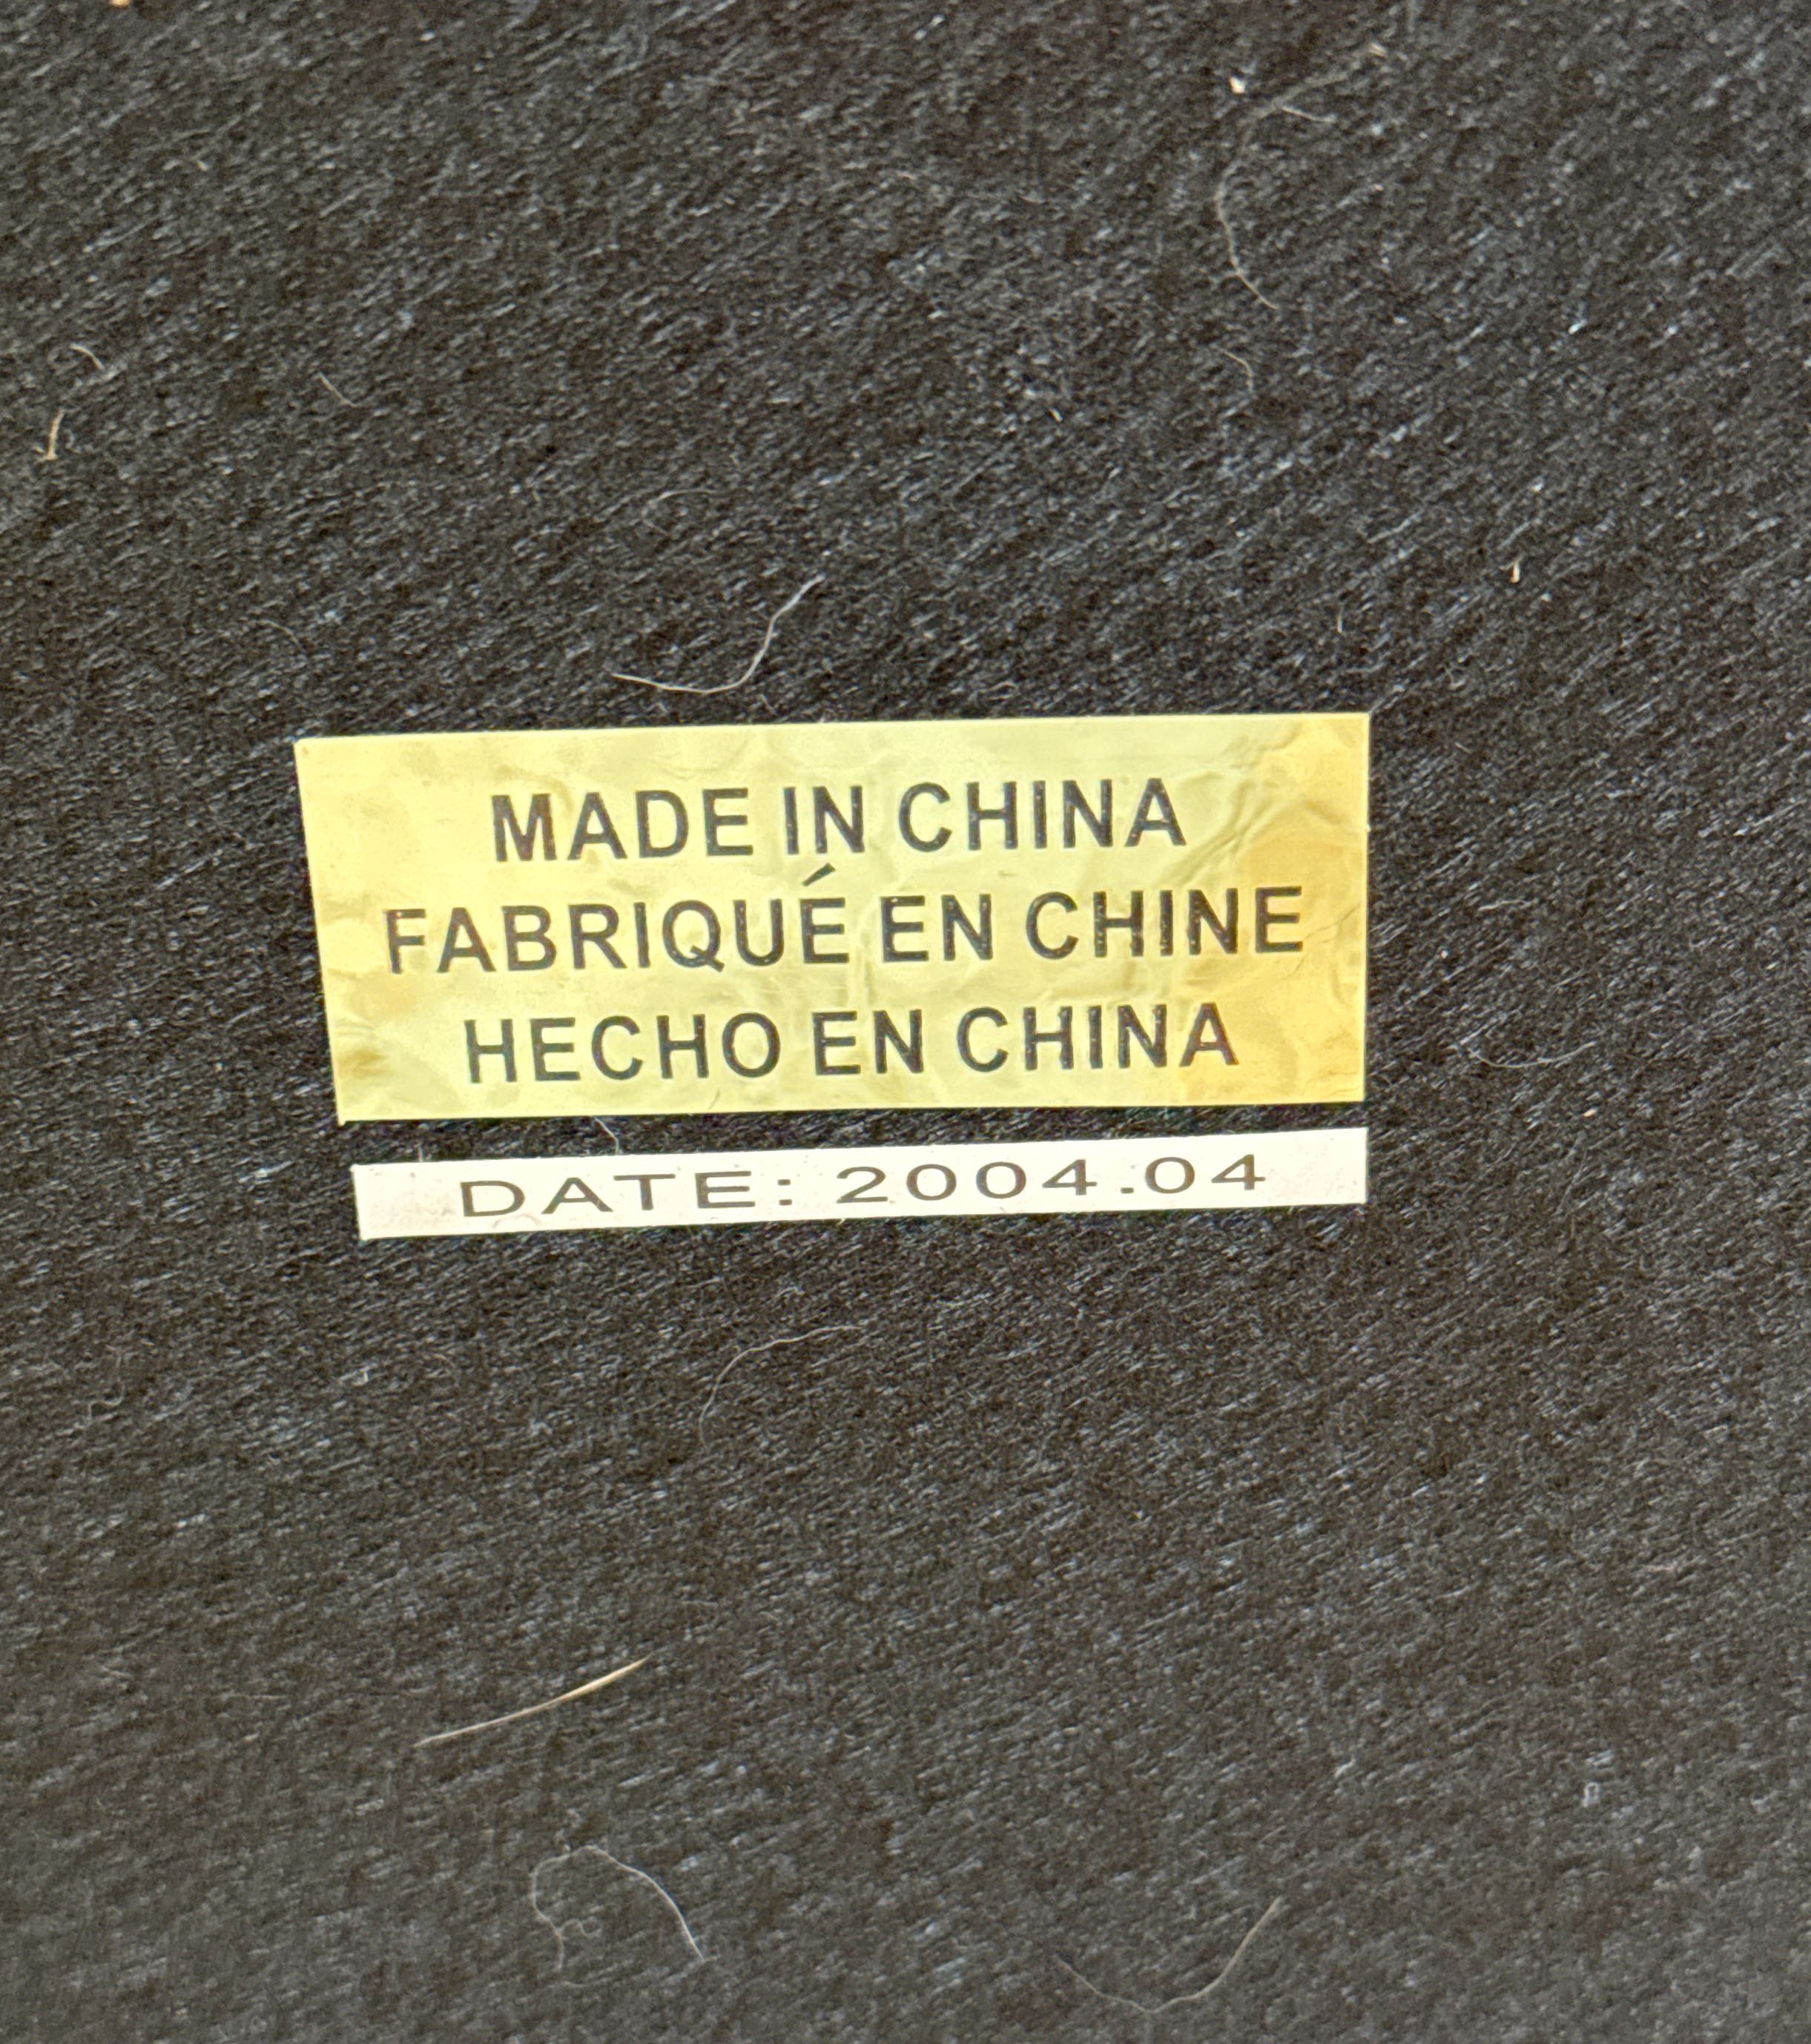 MADE IN CHINA
FABRIQUÉ EN CHINE
HECHO EN CHINA
DATE: 2004.04